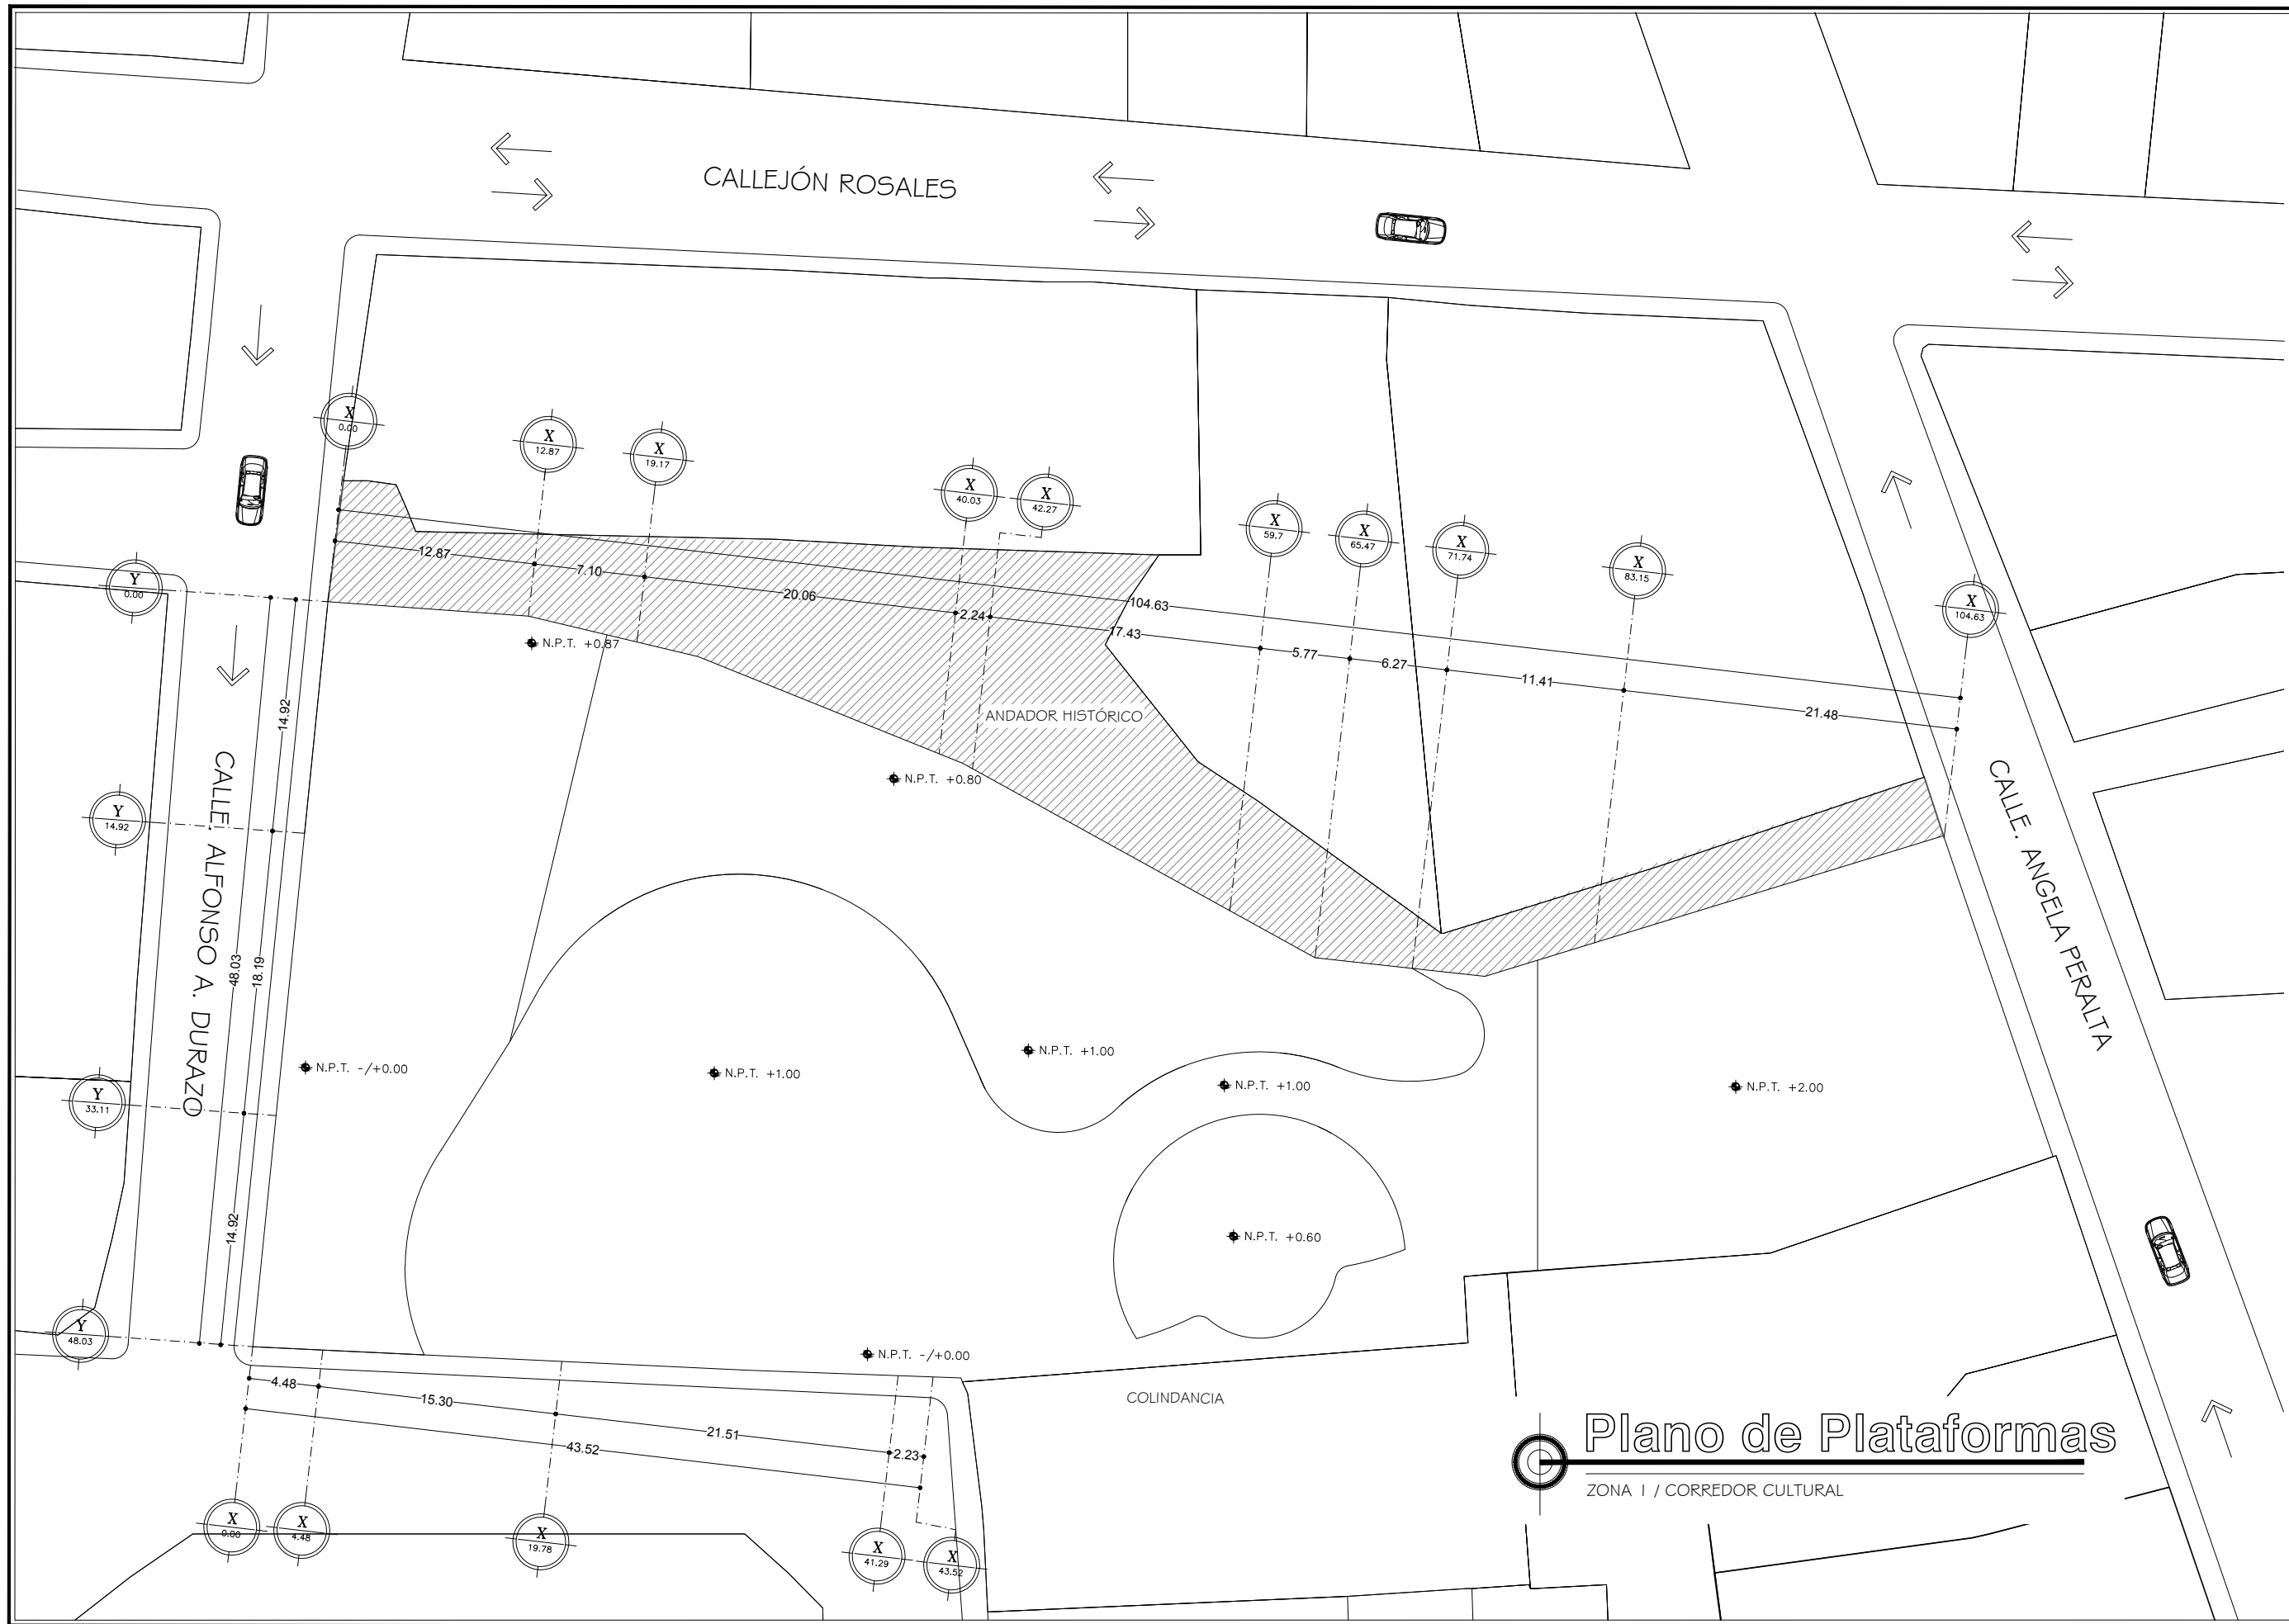 CALLEJÓN ROSALES
X
0.00
X
12.87
X
19.17
X
40.03
X
42.27
X
59.7
X
65.47
X
71.74
X
83.15
X
104.63
12.87
7.10
20.06
2.24
17.43
104.63
5.77
6.27
11.41
21.48
Y
0.00
Y
14.92
Y
33.11
Y
48.03
14.92
18.19
48.03
14.92
CALLE. ALFONSO A. DURAZO
CALLE. ANGELA PERALTA
N.P.T. +0.87
ANDADOR HISTÓRICO
N.P.T. +0.80
N.P.T. -/+0.00
N.P.T. +1.00
N.P.T. +1.00
N.P.T. +1.00
N.P.T. +2.00
N.P.T. +0.60
N.P.T. -/+0.00
COLINDANCIA
4.48
15.30
21.51
2.23
43.52
X
0.00
X
4.48
X
19.78
X
41.29
X
43.52
Plano de Plataformas
ZONA 1 / CORREDOR CULTURAL